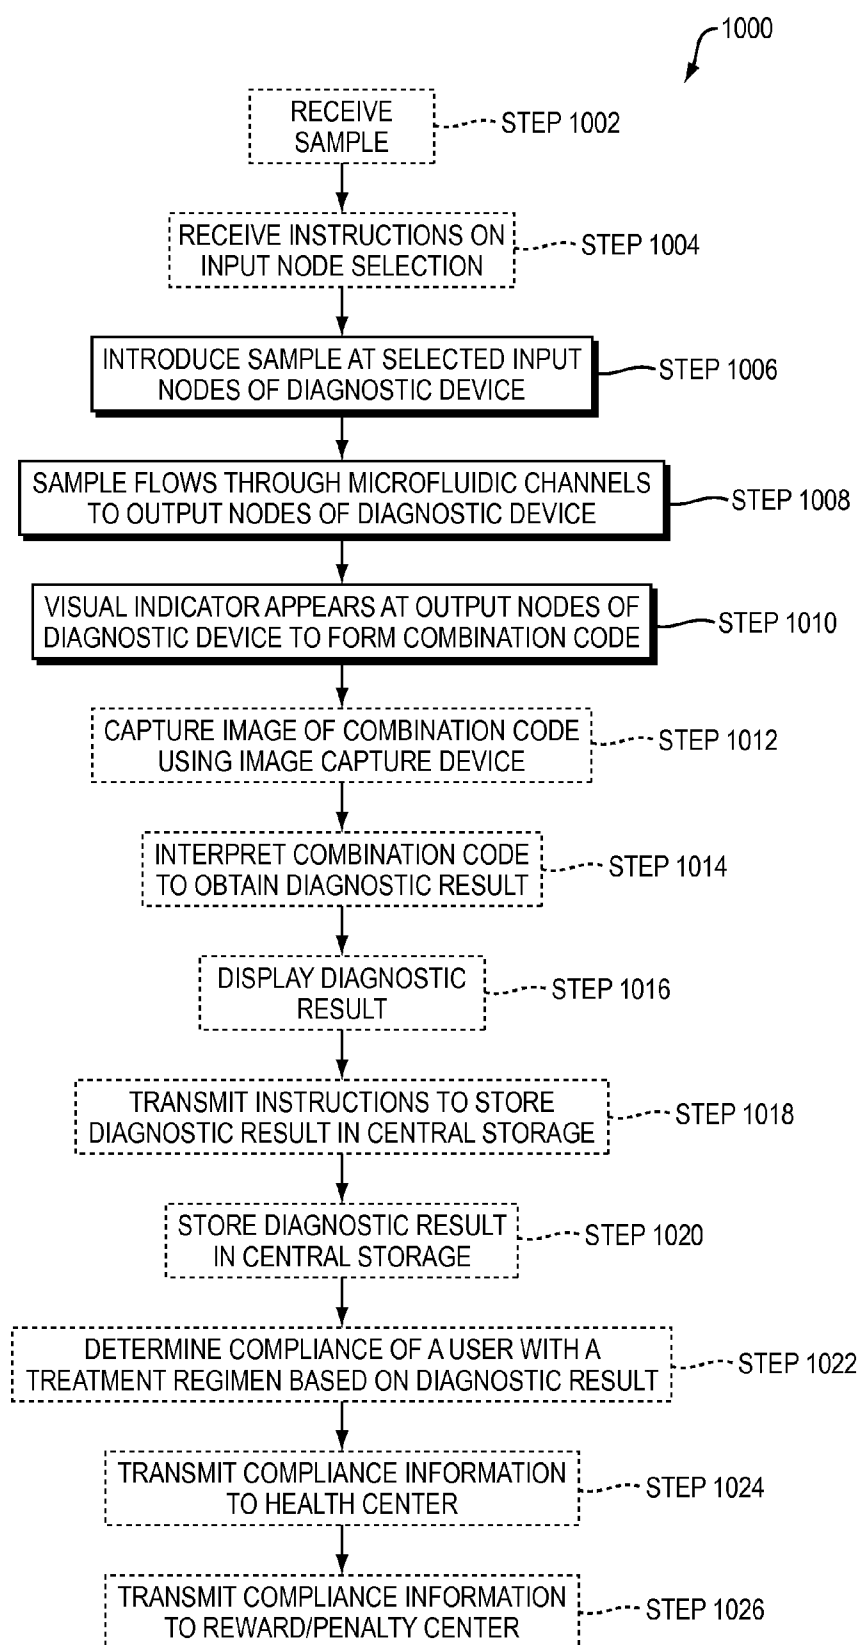 1000
RECEIVE
SAMPLE
STEP 1002
RECEIVE INSTRUCTIONS ON
INPUT NODE SELECTION
STEP 1004
INTRODUCE SAMPLE AT SELECTED INPUT
NODES OF DIAGNOSTIC DEVICE
STEP 1006
SAMPLE FLOWS THROUGH MICROFLUIDIC CHANNELS
TO OUTPUT NODES OF DIAGNOSTIC DEVICE
STEP 1008
VISUAL INDICATOR APPEARS AT OUTPUT NODES OF
DIAGNOSTIC DEVICE TO FORM COMBINATION CODE
STEP 1010
CAPTURE IMAGE OF COMBINATION CODE
USING IMAGE CAPTURE DEVICE
STEP 1012
INTERPRET COMBINATION CODE
TO OBTAIN DIAGNOSTIC RESULT
STEP 1014
DISPLAY DIAGNOSTIC
RESULT
STEP 1016
TRANSMIT INSTRUCTIONS TO STORE
DIAGNOSTIC RESULT IN CENTRAL STORAGE
STEP 1018
STORE DIAGNOSTIC RESULT
IN CENTRAL STORAGE
STEP 1020
DETERMINE COMPLIANCE OF A USER WITH A
TREATMENT REGIMEN BASED ON DIAGNOSTIC RESULT
STEP 1022
TRANSMIT COMPLIANCE INFORMATION
TO HEALTH CENTER
STEP 1024
TRANSMIT COMPLIANCE INFORMATION
TO REWARD/PENALTY CENTER
STEP 1026